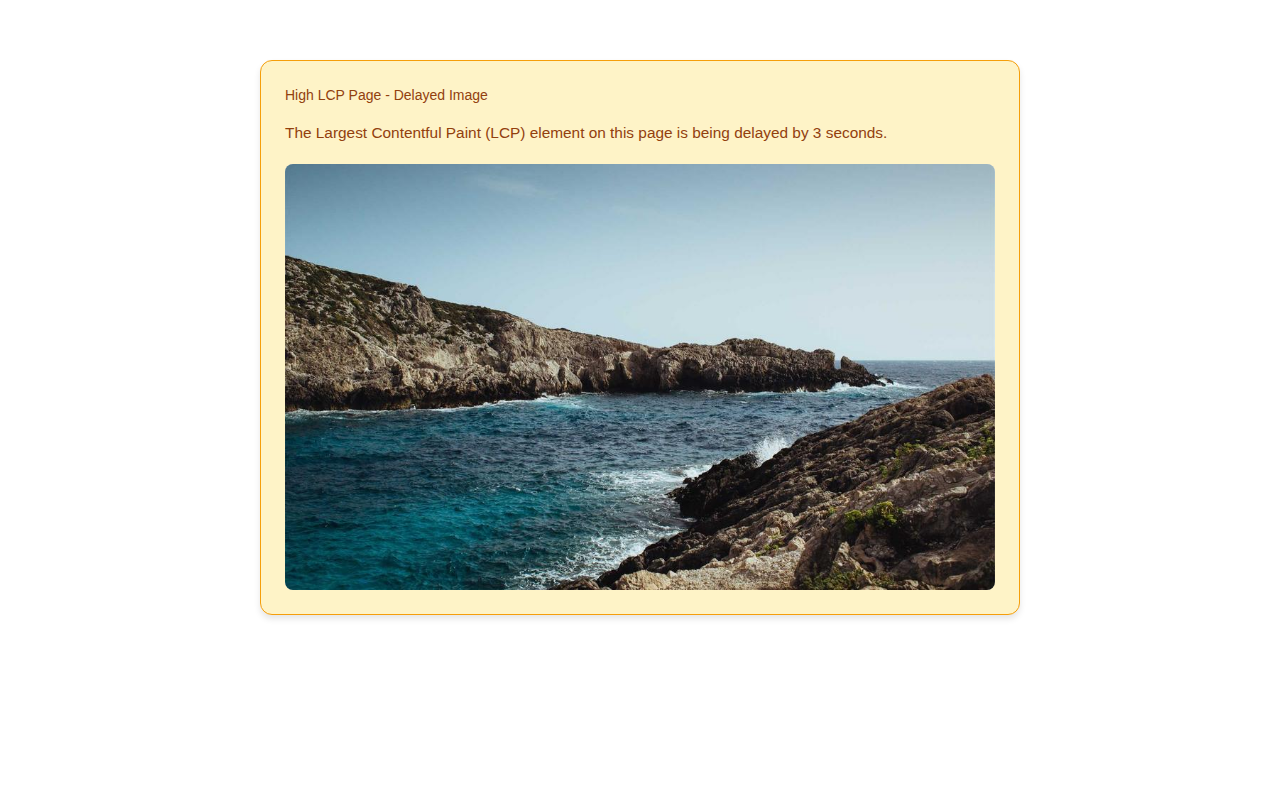 High LCP Page - Delayed Image
The Largest Contentful Paint (LCP) element on this page is being delayed by 3 seconds.